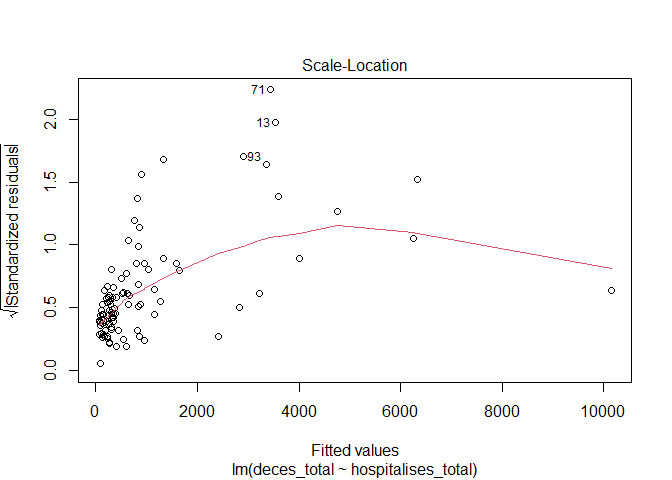 Scale-Location
√|Standardized residuals|
2.0
1.5
1.0
0.5
0.0
71
13
93
0 2000 4000 6000 8000 10000
Fitted values
lm(deces_total ~ hospitalises_total)